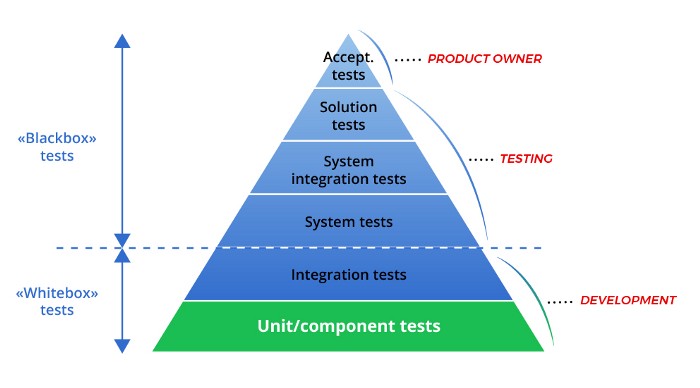 Accept.
tests
PRODUCT OWNER
Solution
tests
«Blackbox»
tests
System
integration tests
TESTING
System tests
Integration tests
«Whitebox»
tests
DEVELOPMENT
Unit/component tests